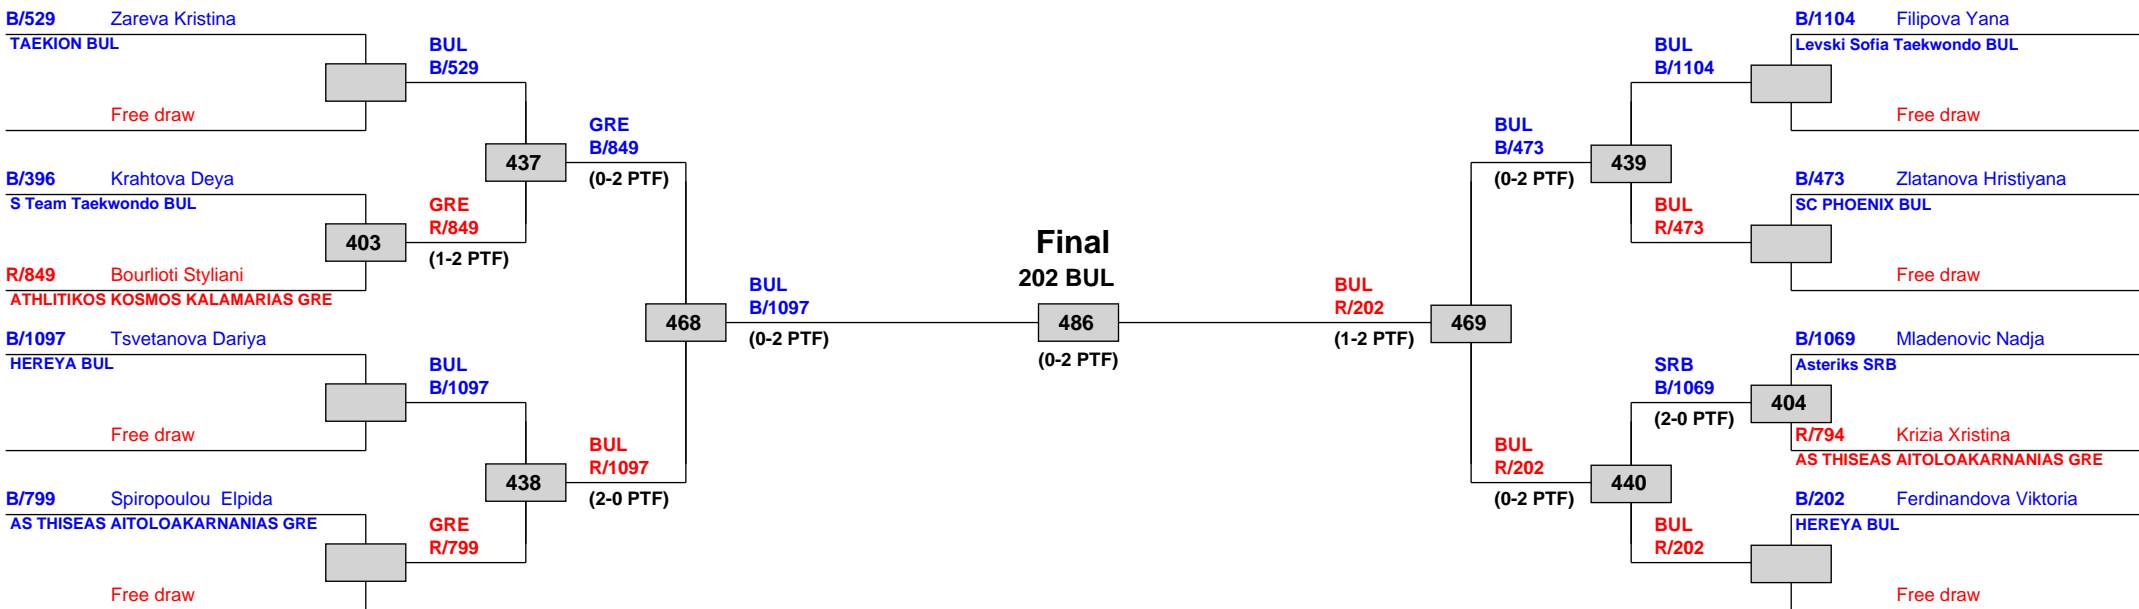 B/529 Zareva Kristina
TAEKION BUL
Free draw
B/396 Krahtova Deya
S Team Taekwondo BUL
403
R/849 Bourlioti Styliani
ATHLITIKOS KOSMOS KALAMARIAS GRE
B/1097 Tsvetanova Dariya
HEREYA BUL
Free draw
B/799 Spiropoulou Elpida
AS THISEAS AITOLOAKARNANIAS GRE
Free draw
BUL
B/529
437
GRE
R/849
(1-2 PTF)
BUL
B/1097
438
GRE
R/799
GRE
B/849
(0-2 PTF)
468
BUL
R/1097
(2-0 PTF)
BUL
B/1097
(0-2 PTF)
Final
202 BUL
486
(0-2 PTF)
BUL
R/202
(1-2 PTF)
469
BUL
B/473
(0-2 PTF)
BUL
R/202
(0-2 PTF)
BUL
B/1104
439
BUL
R/473
SRB
B/1069
(2-0 PTF)
440
BUL
R/202
B/1104 Filipova Yana
Levski Sofia Taekwondo BUL
Free draw
B/473 Zlatanova Hristiyana
SC PHOENIX BUL
Free draw
B/1069 Mladenovic Nadja
Asteriks SRB
404
R/794 Krizia Xristina
AS THISEAS AITOLOAKARNANIAS GRE
B/202 Ferdinandova Viktoria
HEREYA BUL
Free draw